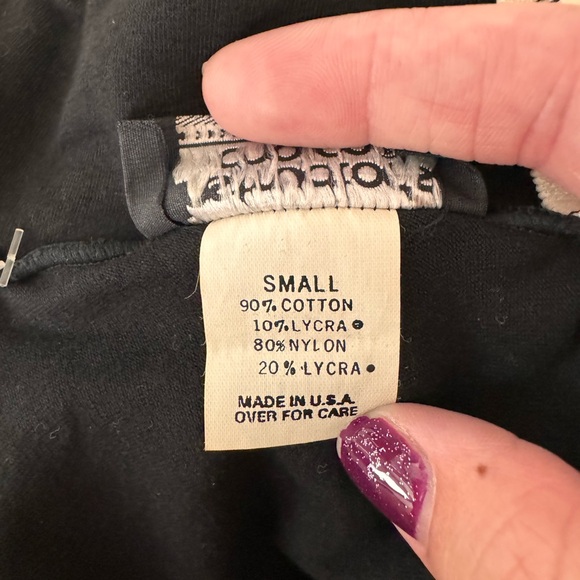 SMALL
90% COTTON
10% LYCRA ●
80% NYLON
20% LYCRA ●
MADE IN U.S.A.
OVER FOR CARE